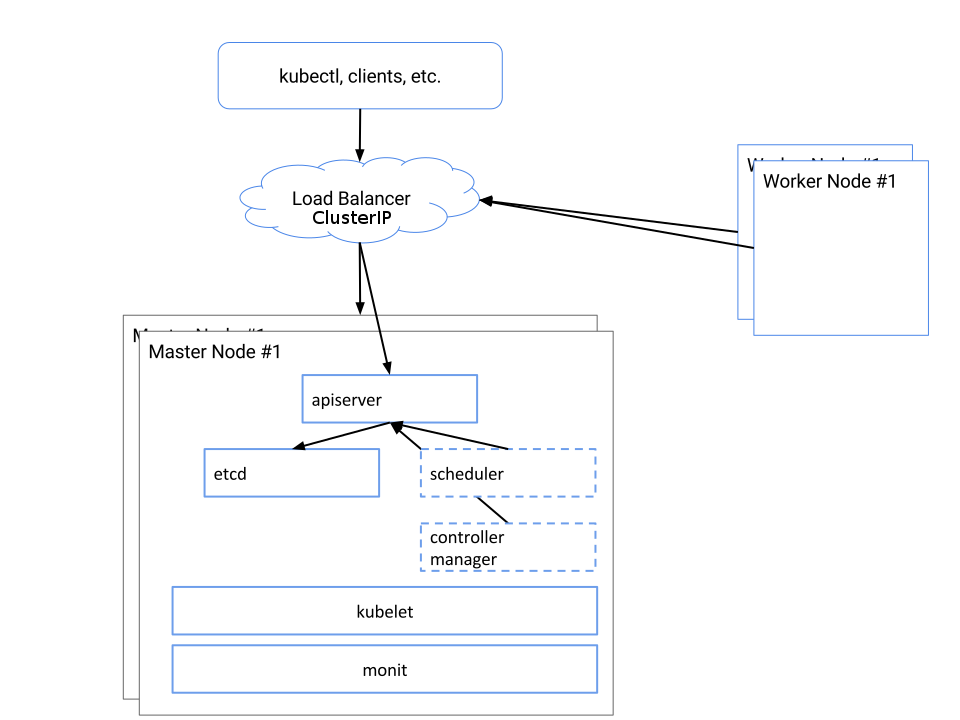 kubectl, clients, etc.
Load Balancer
ClusterIP
Worker Node #1
Master Node #1
apiserver
etcd
scheduler
controller
manager
kubelet
monit